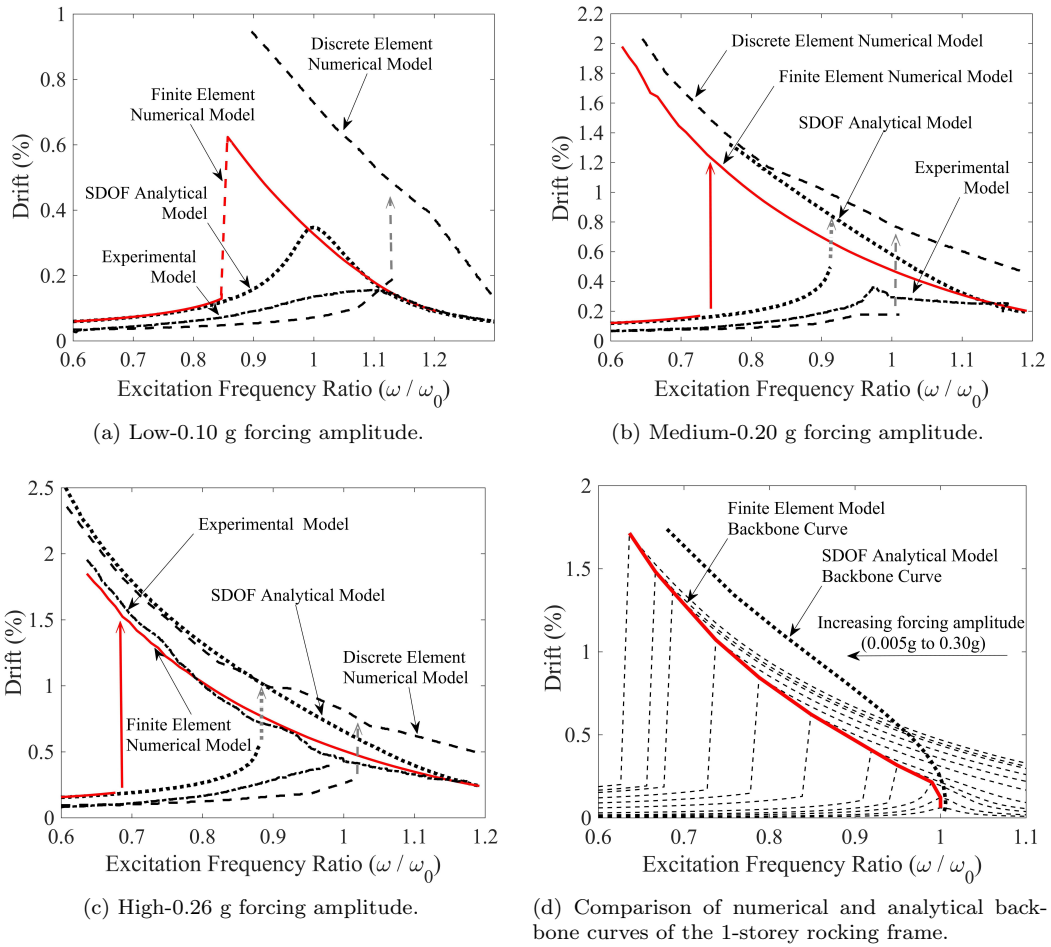 1
0.8
0.6
0.4
0.2
0
0.6 0.7 0.8 0.9 1 1.1 1.2
Drift (%)
Excitation Frequency Ratio (ω / ω0)
Discrete Element
Numerical Model
Finite Element
Numerical Model
SDOF Analytical
Model
Experimental
Model
(a) Low-0.10 g forcing amplitude.
2.2
2
1.8
1.6
1.4
1.2
1
0.8
0.6
0.4
0.2
0
0.6 0.7 0.8 0.9 1 1.1 1.2
Drift (%)
Excitation Frequency Ratio (ω / ω0)
Discrete Element Numerical Model
Finite Element Numerical Model
SDOF Analytical Model
Experimental
Model
(b) Medium-0.20 g forcing amplitude.
2.5
2
1.5
1
0.5
0
0.6 0.7 0.8 0.9 1 1.1 1.2
Drift (%)
Excitation Frequency Ratio (ω / ω0)
Experimental Model
SDOF Analytical Model
Discrete Element
Numerical Model
Finite Element
Numerical Model
(c) High-0.26 g forcing amplitude.
2
1.5
1
0.5
0
0.6 0.7 0.8 0.9 1 1.1
Drift (%)
Excitation Frequency Ratio (ω / ω0)
Finite Element Model
Backbone Curve
SDOF Analytical Model
Backbone Curve
Increasing forcing amplitude
(0.005g to 0.30g)
(d) Comparison of numerical and analytical back-
bone curves of the 1-storey rocking frame.